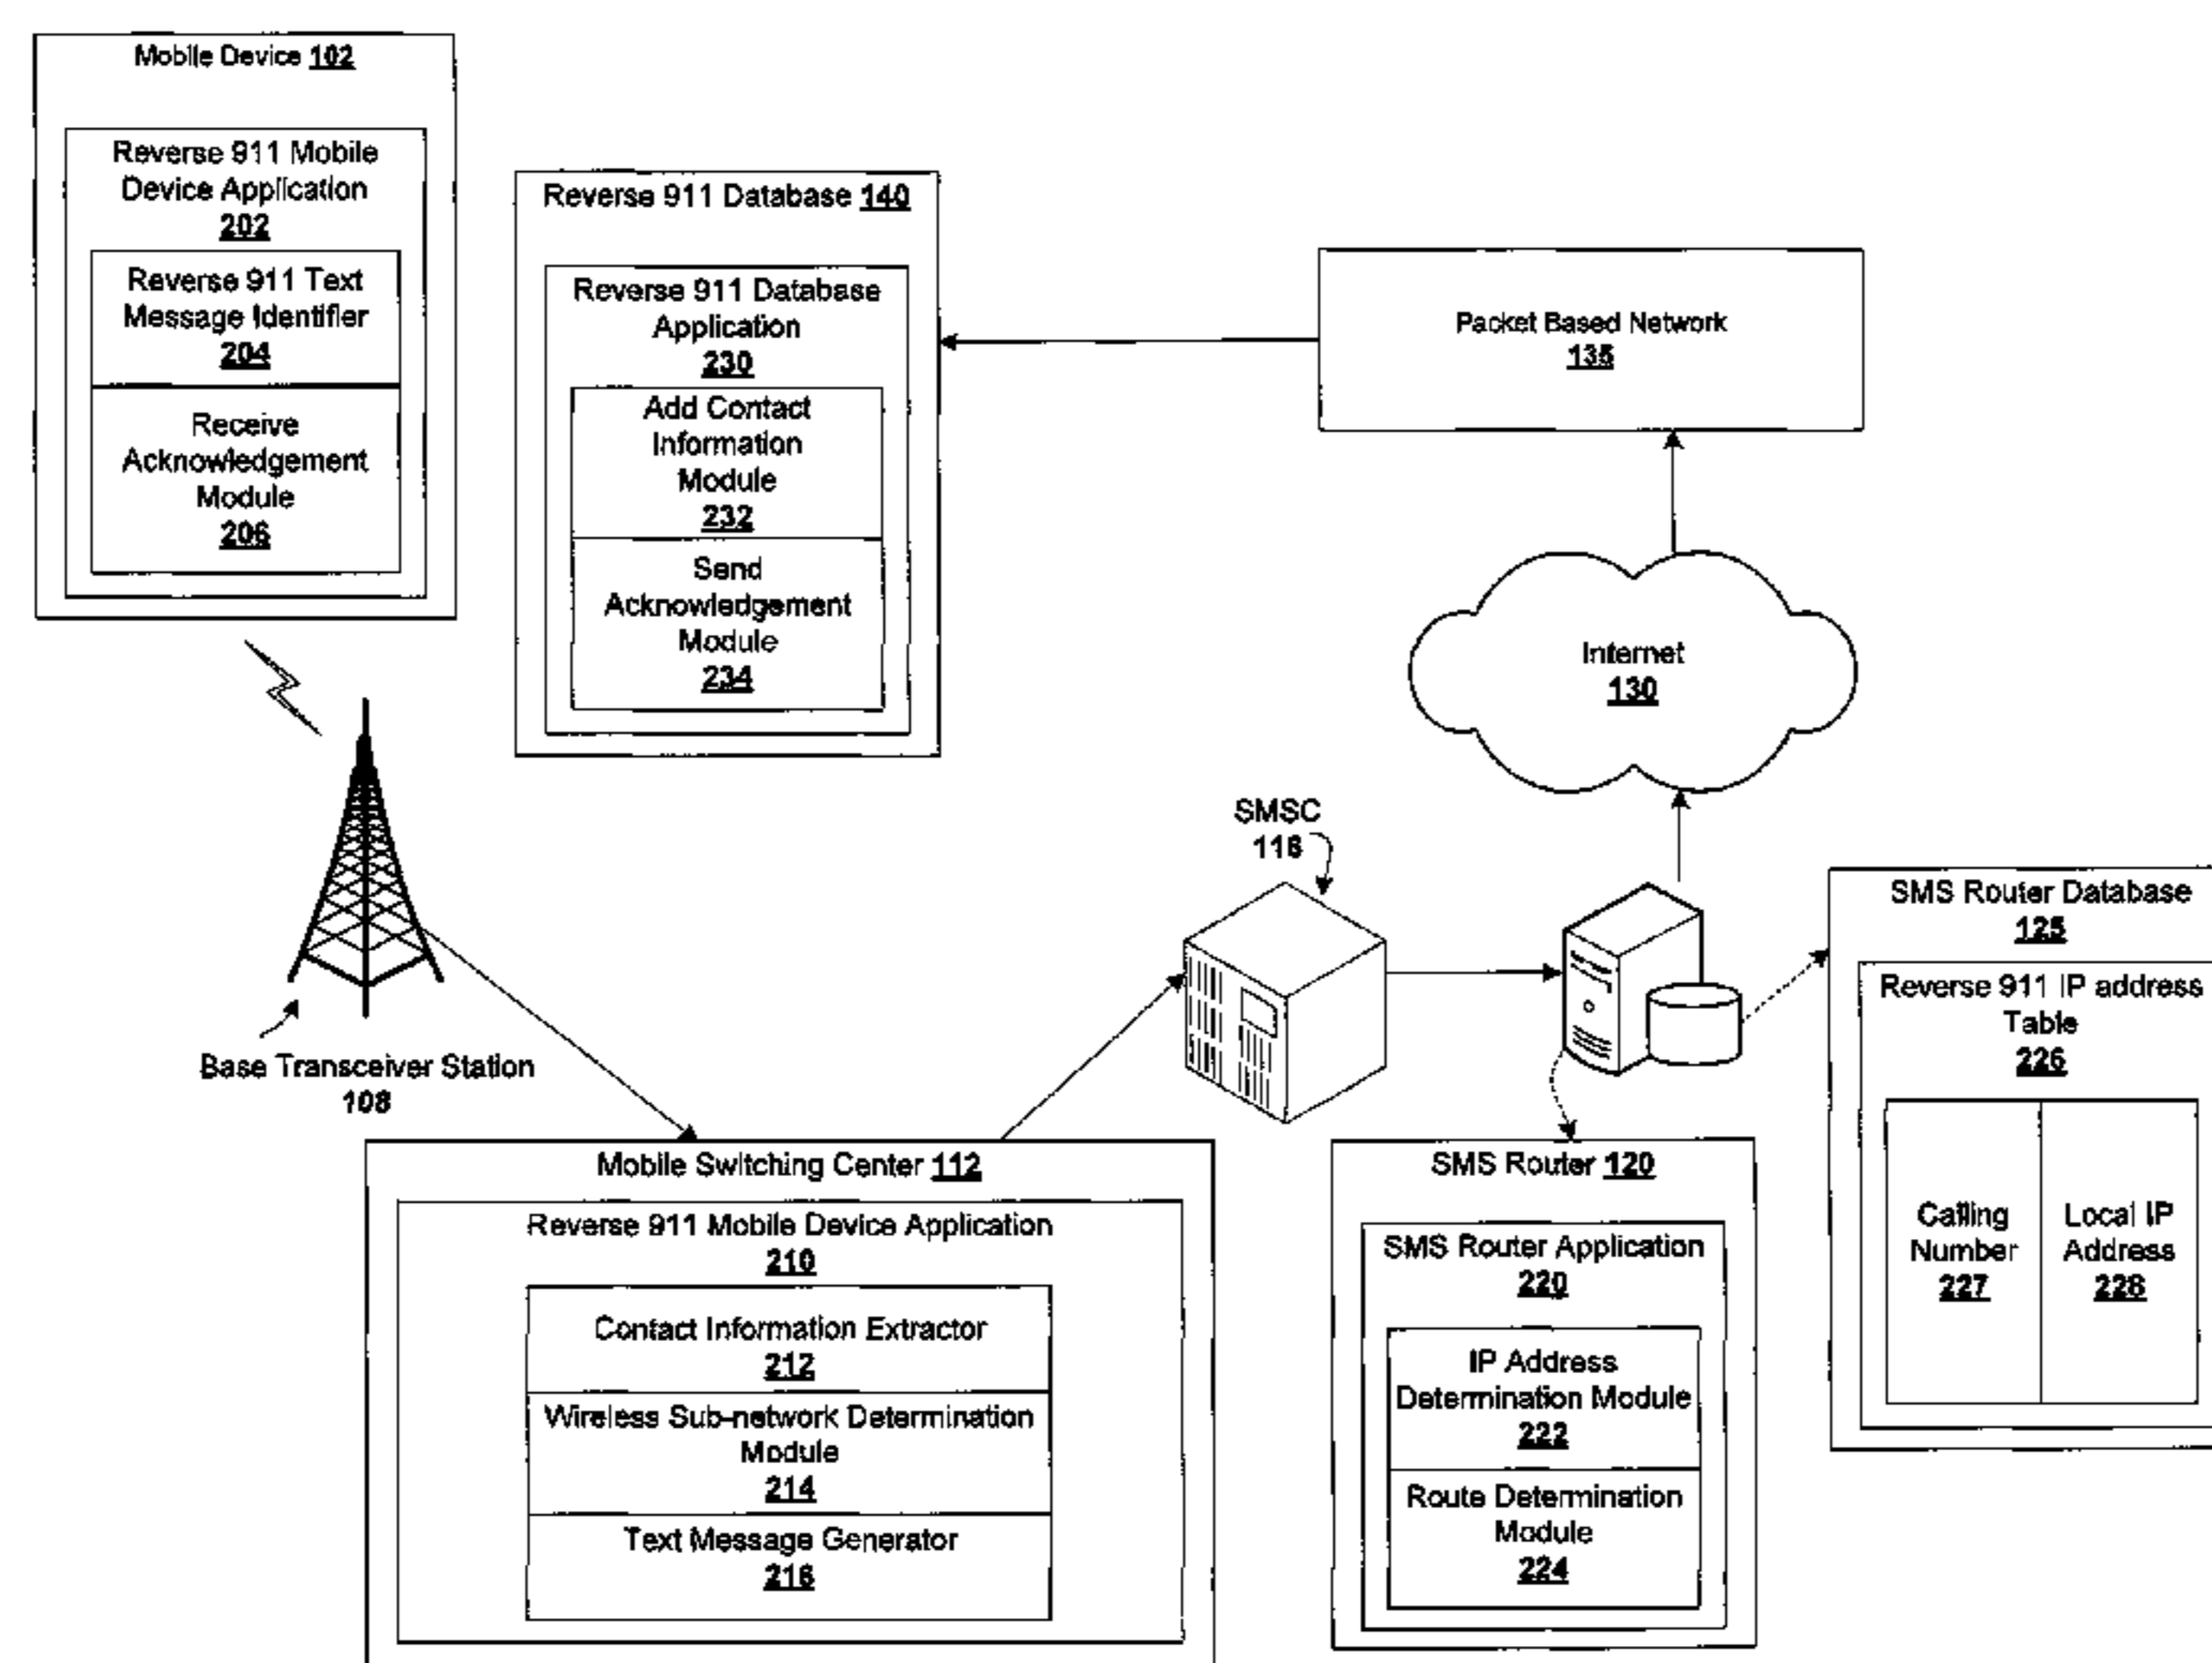 Mobile Device 102
Reverse 911 Mobile
Device Application
202
Reverse 911 Text
Message Identifier
204
Receive
Acknowledgement
Module
206
Reverse 911 Database 140
Reverse 911 Database
Application
230
Add Contact
Information
Module
232
Send
Acknowledgement
Module
234
Packet Based Network
135
Internet
130
SMSC
116
Base Transceiver Station
108
SMS Router Database
125
Reverse 911 IP address
Table
226
Calling
Number
227
Local IP
Address
228
Mobile Switching Center 112
Reverse 911 Mobile Device Application
210
Contact Information Extractor
212
Wireless Sub-network Determination
Module
214
Text Message Generator
216
SMS Router 120
SMS Router Application
220
IP Address
Determination Module
222
Route Determination
Module
224